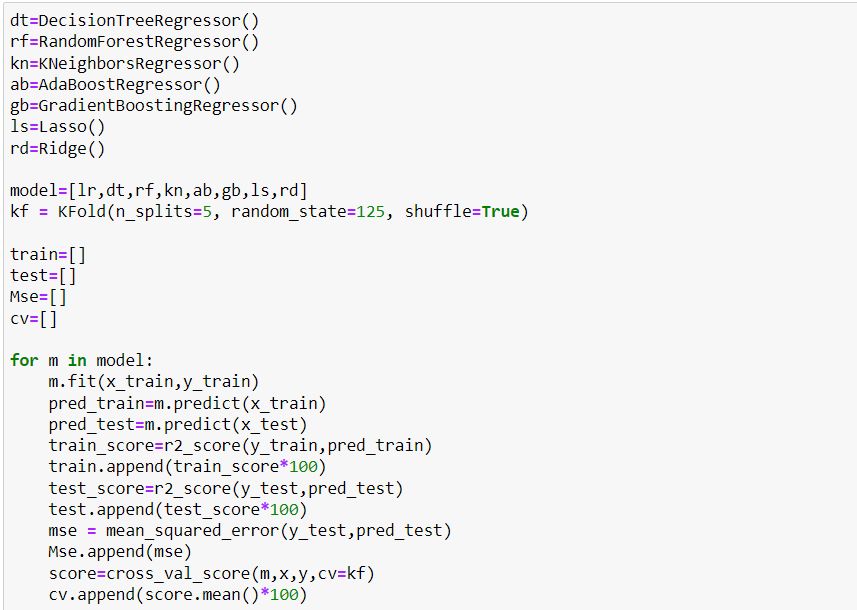 dt=DecisionTreeRegressor()
rf=RandomForestRegressor()
kn=KNeighborsRegressor()
ab=AdaBoostRegressor()
gb=GradientBoostingRegressor()
ls=Lasso()
rd=Ridge()

model=[lr,dt,rf,kn,ab,gb,ls,rd]
kf = KFold(n_splits=5, random_state=125, shuffle=True)

train=[]
test=[]
Mse=[]
cv=[]

for m in model:
    m.fit(x_train,y_train)
    pred_train=m.predict(x_train)
    pred_test=m.predict(x_test)
    train_score=r2_score(y_train,pred_train)
    train.append(train_score*100)
    test_score=r2_score(y_test,pred_test)
    test.append(test_score*100)
    mse = mean_squared_error(y_test,pred_test)
    Mse.append(mse)
    score=cross_val_score(m,x,y,cv=kf)
    cv.append(score.mean()*100)